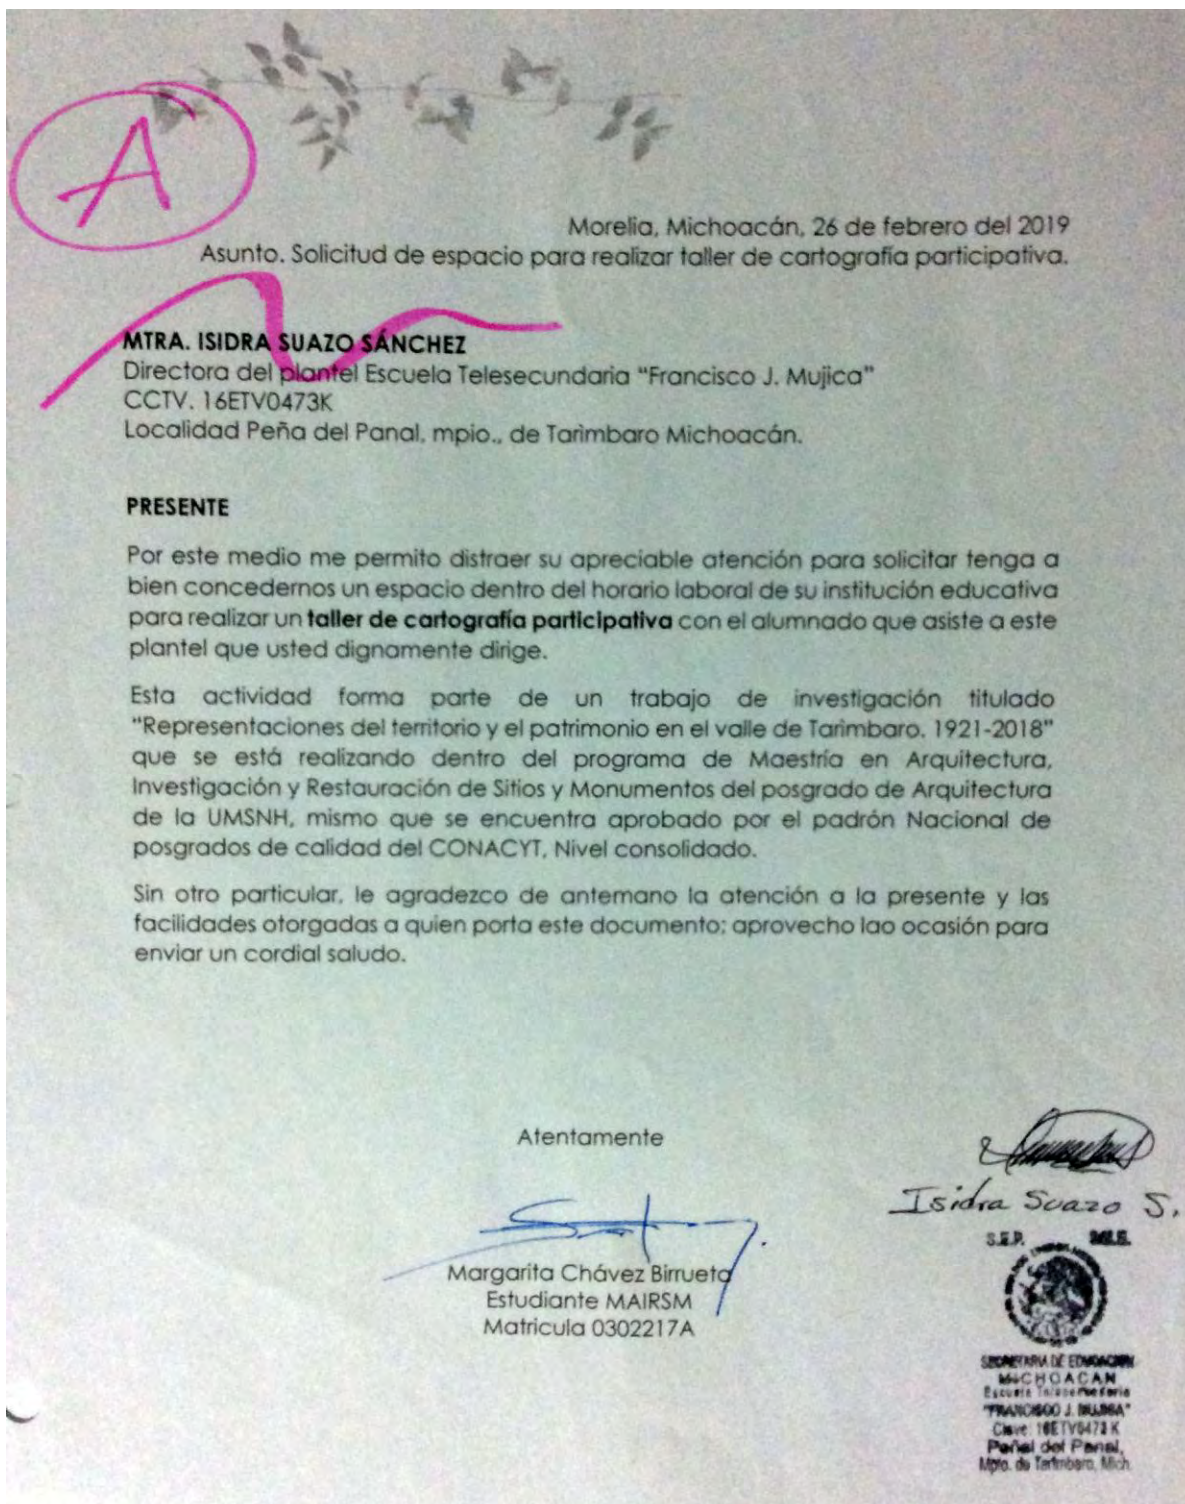 A
Morelia, Michoacán, 26 de febrero del 2019
Asunto. Solicitud de espacio para realizar taller de cartografía participativa.
MTRA. ISIDRA SUAZO SÁNCHEZ
Directora del plantel Escuela Telesecundaria "Francisco J. Mujica"
CCTV. 16ETV0473K
Localidad Peña del Panal, mpio., de Tarímbaro Michoacán.
PRESENTE
Por este medio me permito distraer su apreciable atención para solicitar tenga a
bien concedernos un espacio dentro del horario laboral de su institución educativa
para realizar un taller de cartografía participativa con el alumnado que asiste a este
plantel que usted dignamente dirige.
Esta actividad forma parte de un trabajo de investigación titulado
"Representaciones del territorio y el patrimonio en el valle de Tarímbaro. 1921-2018"
que se está realizando dentro del programa de Maestría en Arquitectura,
Investigación y Restauración de Sitios y Monumentos del posgrado de Arquitectura
de la UMSNH, mismo que se encuentra aprobado por el padrón Nacional de
posgrados de calidad del CONACYT, Nivel consolidado.
Sin otro particular, le agradezco de antemano la atención a la presente y las
facilidades otorgadas a quien porta este documento; aprovecho lao ocasión para
enviar un cordial saludo.
Atentamente
Margarita Chávez Birrueta
Estudiante MAIRSM
Matricula 0302217A
Isidra Suazo S.
S.E.P.
SECRETARIA DE EDUCACION
MICHOACAN
Escuela Telesecundaria
"FRANCISCO J. MUJICA"
Clave: 16ETV0473 K
Peñal del Panal,
Mpio. de Tarímbaro, Mich.